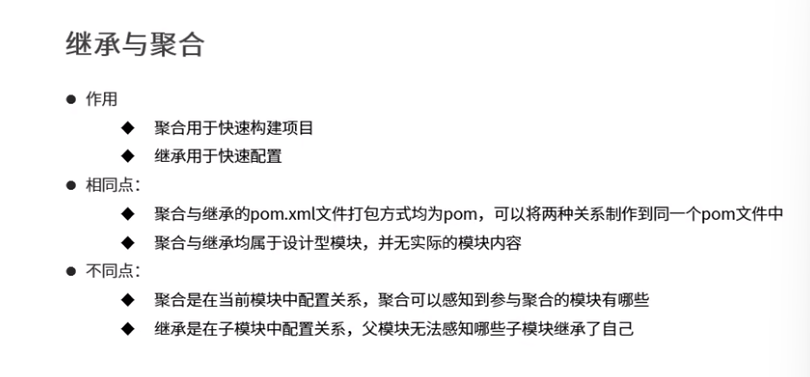 继承与聚合
● 作用
◆ 聚合用于快速构建项目
◆ 继承用于快速配置
● 相同点：
◆ 聚合与继承的pom.xml文件打包方式均为pom，可以将两种关系制作到同一个pom文件中
◆ 聚合与继承均属于设计型模块，并无实际的模块内容
● 不同点：
◆ 聚合是在当前模块中配置关系，聚合可以感知到参与聚合的模块有哪些
◆ 继承是在子模块中配置关系，父模块无法感知哪些子模块继承了自己